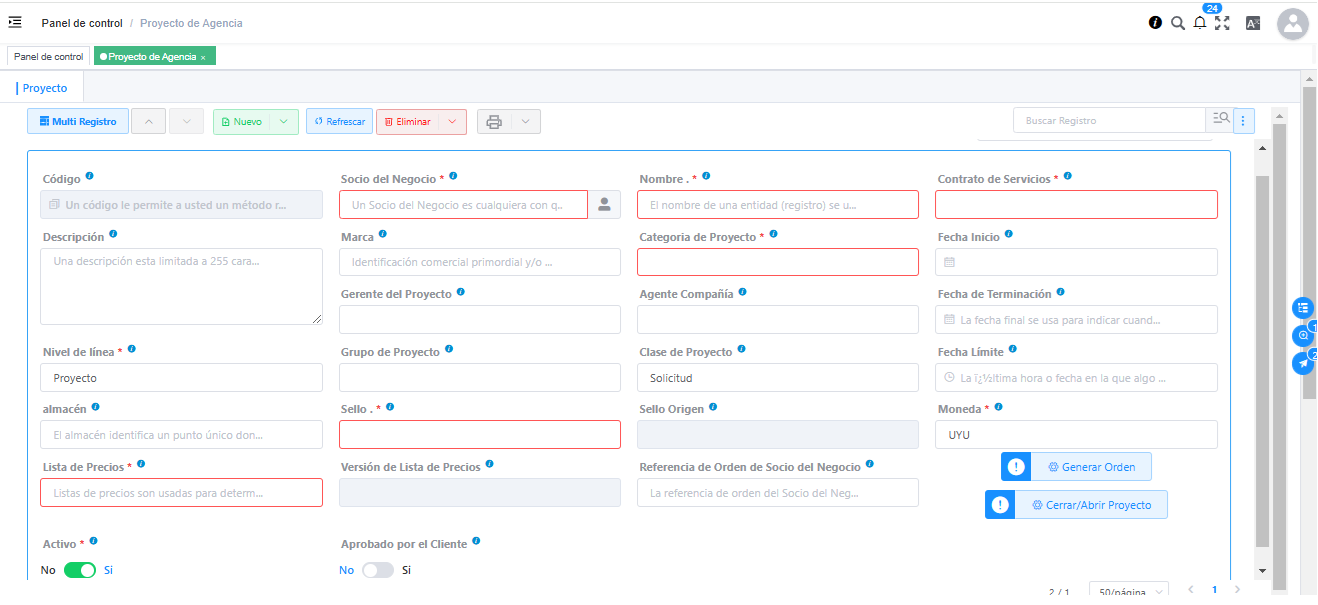 Panel de control / Proyecto de Agencia
24
Panel de control
Proyecto de Agencia x
Proyecto
Multi Registro
Nuevo
Refrescar
Eliminar
Buscar Registro
Código
Socio del Negocio *
Nombre . *
Contrato de Servicios *
Un código le permite a usted un método r...
Un Socio del Negocio es cualquiera con q..
El nombre de una entidad (registro) se u...
Descripción
Marca
Categoria de Proyecto *
Fecha Inicio
Una descripción esta limitada a 255 cara...
Identificación comercial primordial y/o ...
Gerente del Proyecto
Agente Compañía
Fecha de Terminación
La fecha final se usa para indicar cuand...
Nivel de línea *
Grupo de Proyecto
Clase de Proyecto
Fecha Límite
Proyecto
Solicitud
La ï¿½ltima hora o fecha en la que algo ...
1
2
almacén
Sello . *
Sello Origen
Moneda *
El almacén identifica un punto único don...
UYU
Lista de Precios *
Versión de Lista de Precios
Referencia de Orden de Socio del Negocio
Generar Orden
Listas de precios son usadas para determ...
La referencia de orden del Socio del Neg...
Cerrar/Abrir Proyecto
Activo *
Aprobado por el Cliente
No Si
No Si
2 / 1
50/página
1